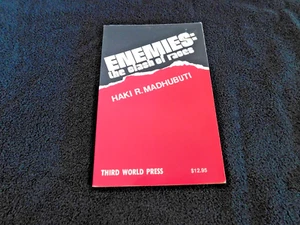 ENEMIES:
the clash of races
HAKI R. MADHUBUTI
THIRD WORLD PRESS $12.95